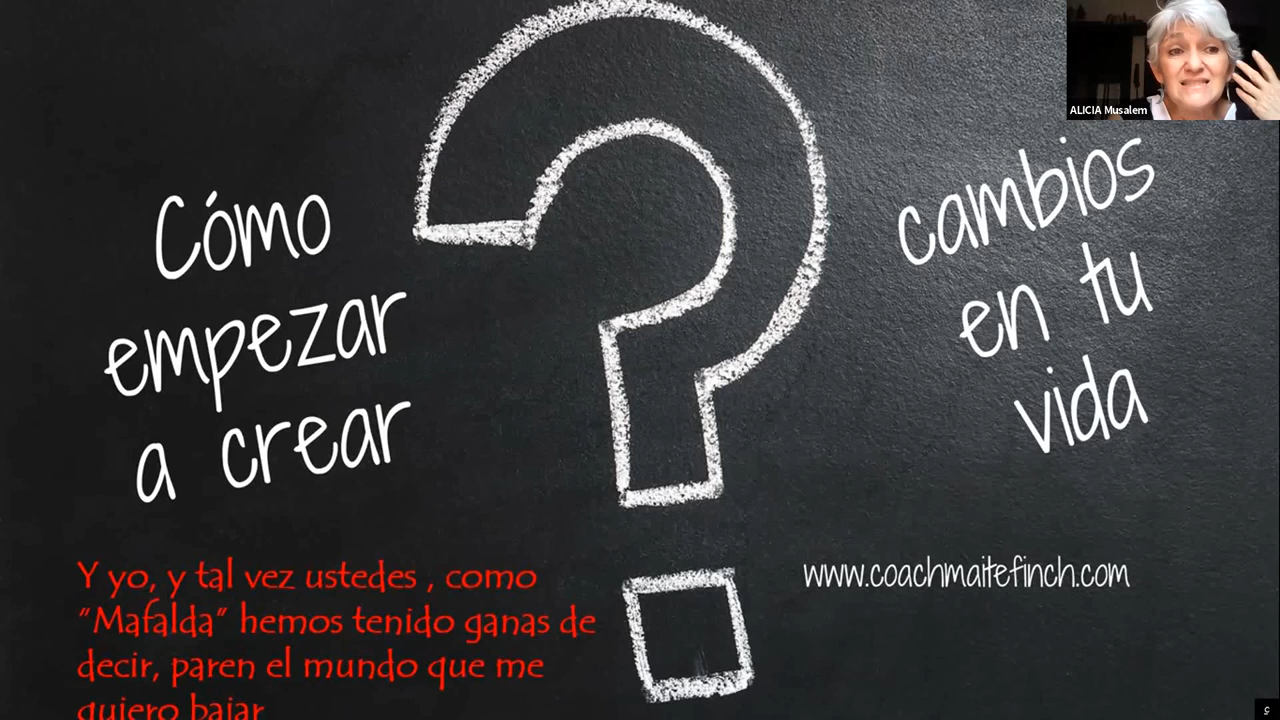 ALICIA Musalem
Cómo
empezar
a crear
cambios
en tu
vida
www.coachmaitefinch.com
Y yo, y tal vez ustedes , como
"Mafalda" hemos tenido ganas de
decir, paren el mundo que me
quiero bajar